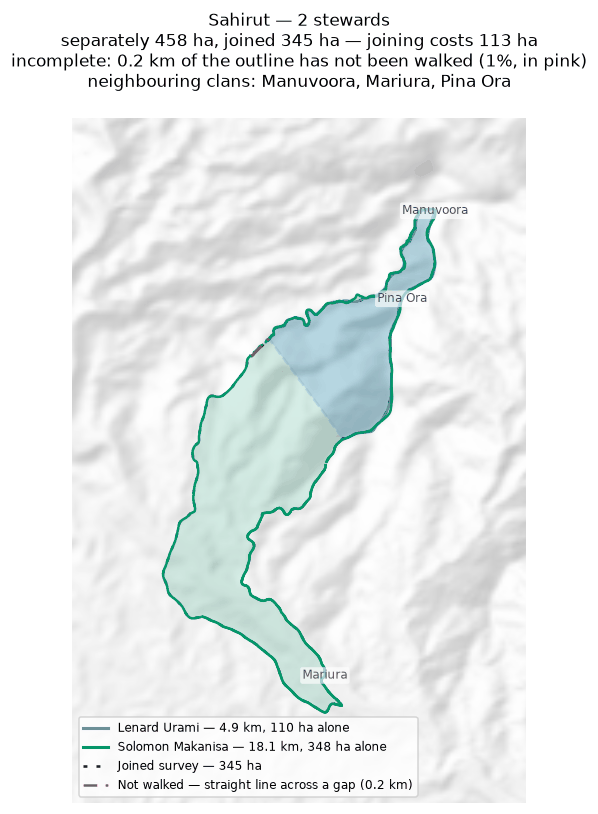 Sahirut — 2 stewards
separately 458 ha, joined 345 ha — joining costs 113 ha
incomplete: 0.2 km of the outline has not been walked (1%, in pink)
neighbouring clans: Manuvoora, Mariura, Pina Ora
Manuvoora
Pina Ora
Mariura
Lenard Urami — 4.9 km, 110 ha alone
Solomon Makanisa — 18.1 km, 348 ha alone
Joined survey — 345 ha
Not walked — straight line across a gap (0.2 km)